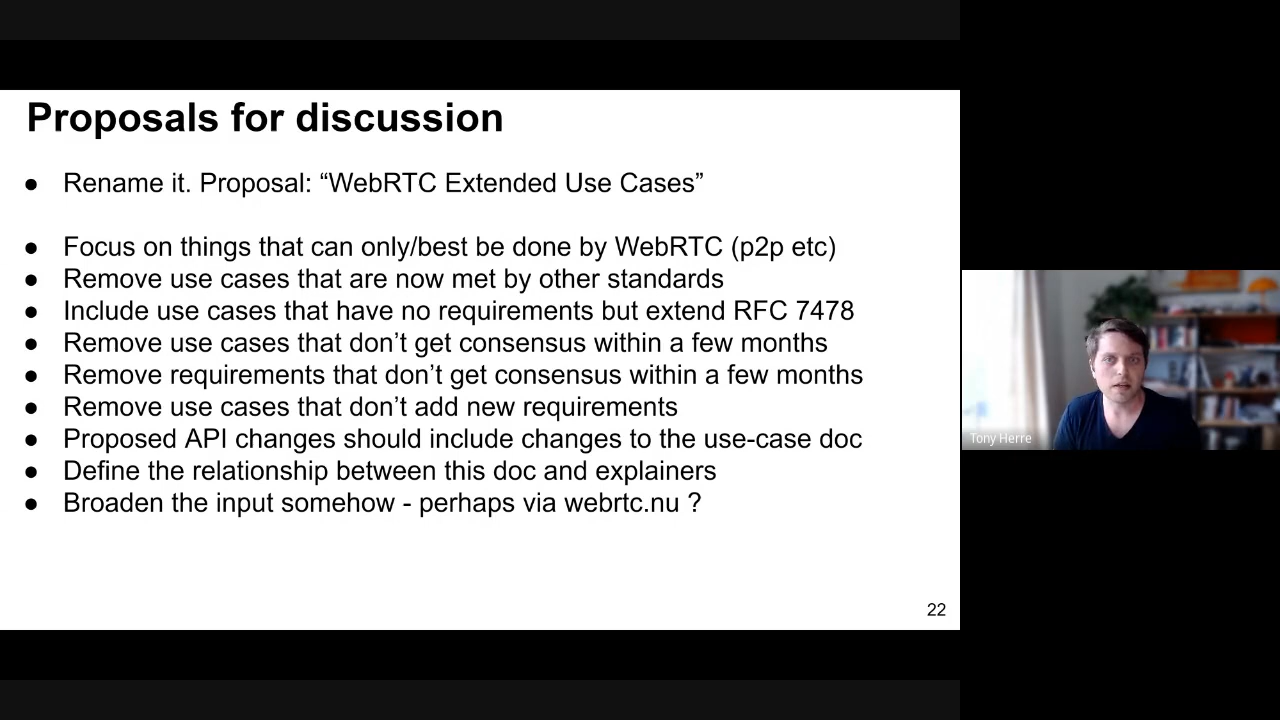 Proposals for discussion
● Rename it. Proposal: “WebRTC Extended Use Cases”
● Focus on things that can only/best be done by WebRTC (p2p etc)
● Remove use cases that are now met by other standards
● Include use cases that have no requirements but extend RFC 7478
● Remove use cases that don’t get consensus within a few months
● Remove requirements that don’t get consensus within a few months
● Remove use cases that don’t add new requirements
● Proposed API changes should include changes to the use-case doc
● Define the relationship between this doc and explainers
● Broaden the input somehow - perhaps via webrtc.nu ?
22
Tony Herre